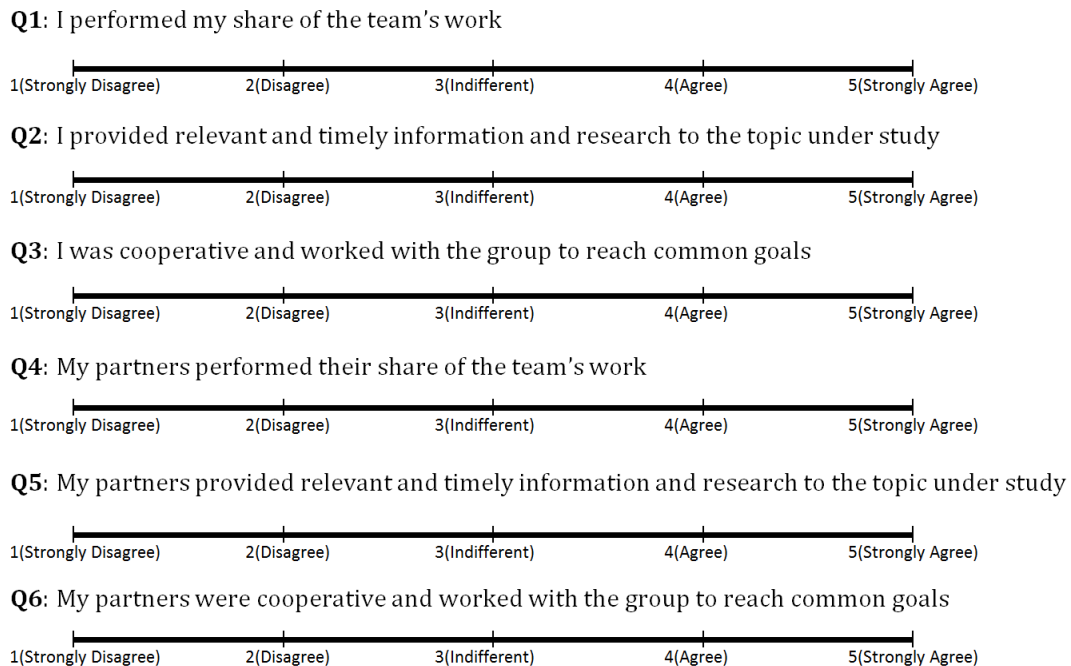 Q1: I performed my share of the team's work
1(Strongly Disagree) 2(Disagree) 3(Indifferent) 4(Agree) 5(Strongly Agree)
Q2: I provided relevant and timely information and research to the topic under study
1(Strongly Disagree) 2(Disagree) 3(Indifferent) 4(Agree) 5(Strongly Agree)
Q3: I was cooperative and worked with the group to reach common goals
1(Strongly Disagree) 2(Disagree) 3(Indifferent) 4(Agree) 5(Strongly Agree)
Q4: My partners performed their share of the team's work
1(Strongly Disagree) 2(Disagree) 3(Indifferent) 4(Agree) 5(Strongly Agree)
Q5: My partners provided relevant and timely information and research to the topic under study
1(Strongly Disagree) 2(Disagree) 3(Indifferent) 4(Agree) 5(Strongly Agree)
Q6: My partners were cooperative and worked with the group to reach common goals
1(Strongly Disagree) 2(Disagree) 3(Indifferent) 4(Agree) 5(Strongly Agree)